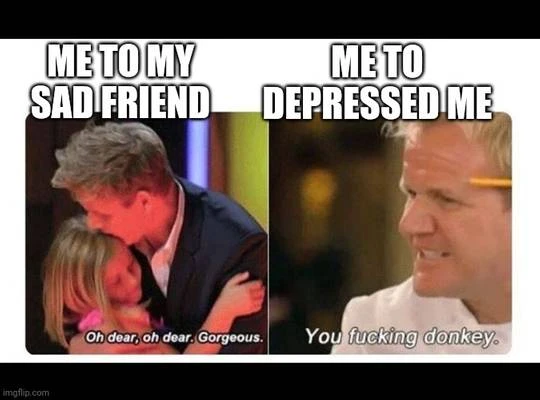 ME TO MY
SAD FRIEND
ME TO
DEPRESSED ME
Oh dear, oh dear. Gorgeous.
You fucking donkey.
imgflip.com